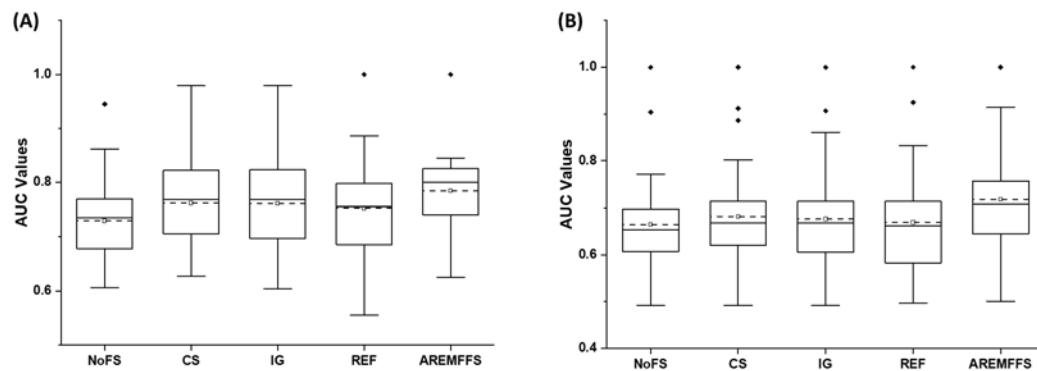 (A)
AUC Values
1.0
0.8
0.6
NoFS CS IG REF AREMFFS
(B)
AUC Values
1.0
0.8
0.6
0.4
NoFS CS IG REF AREMFFS